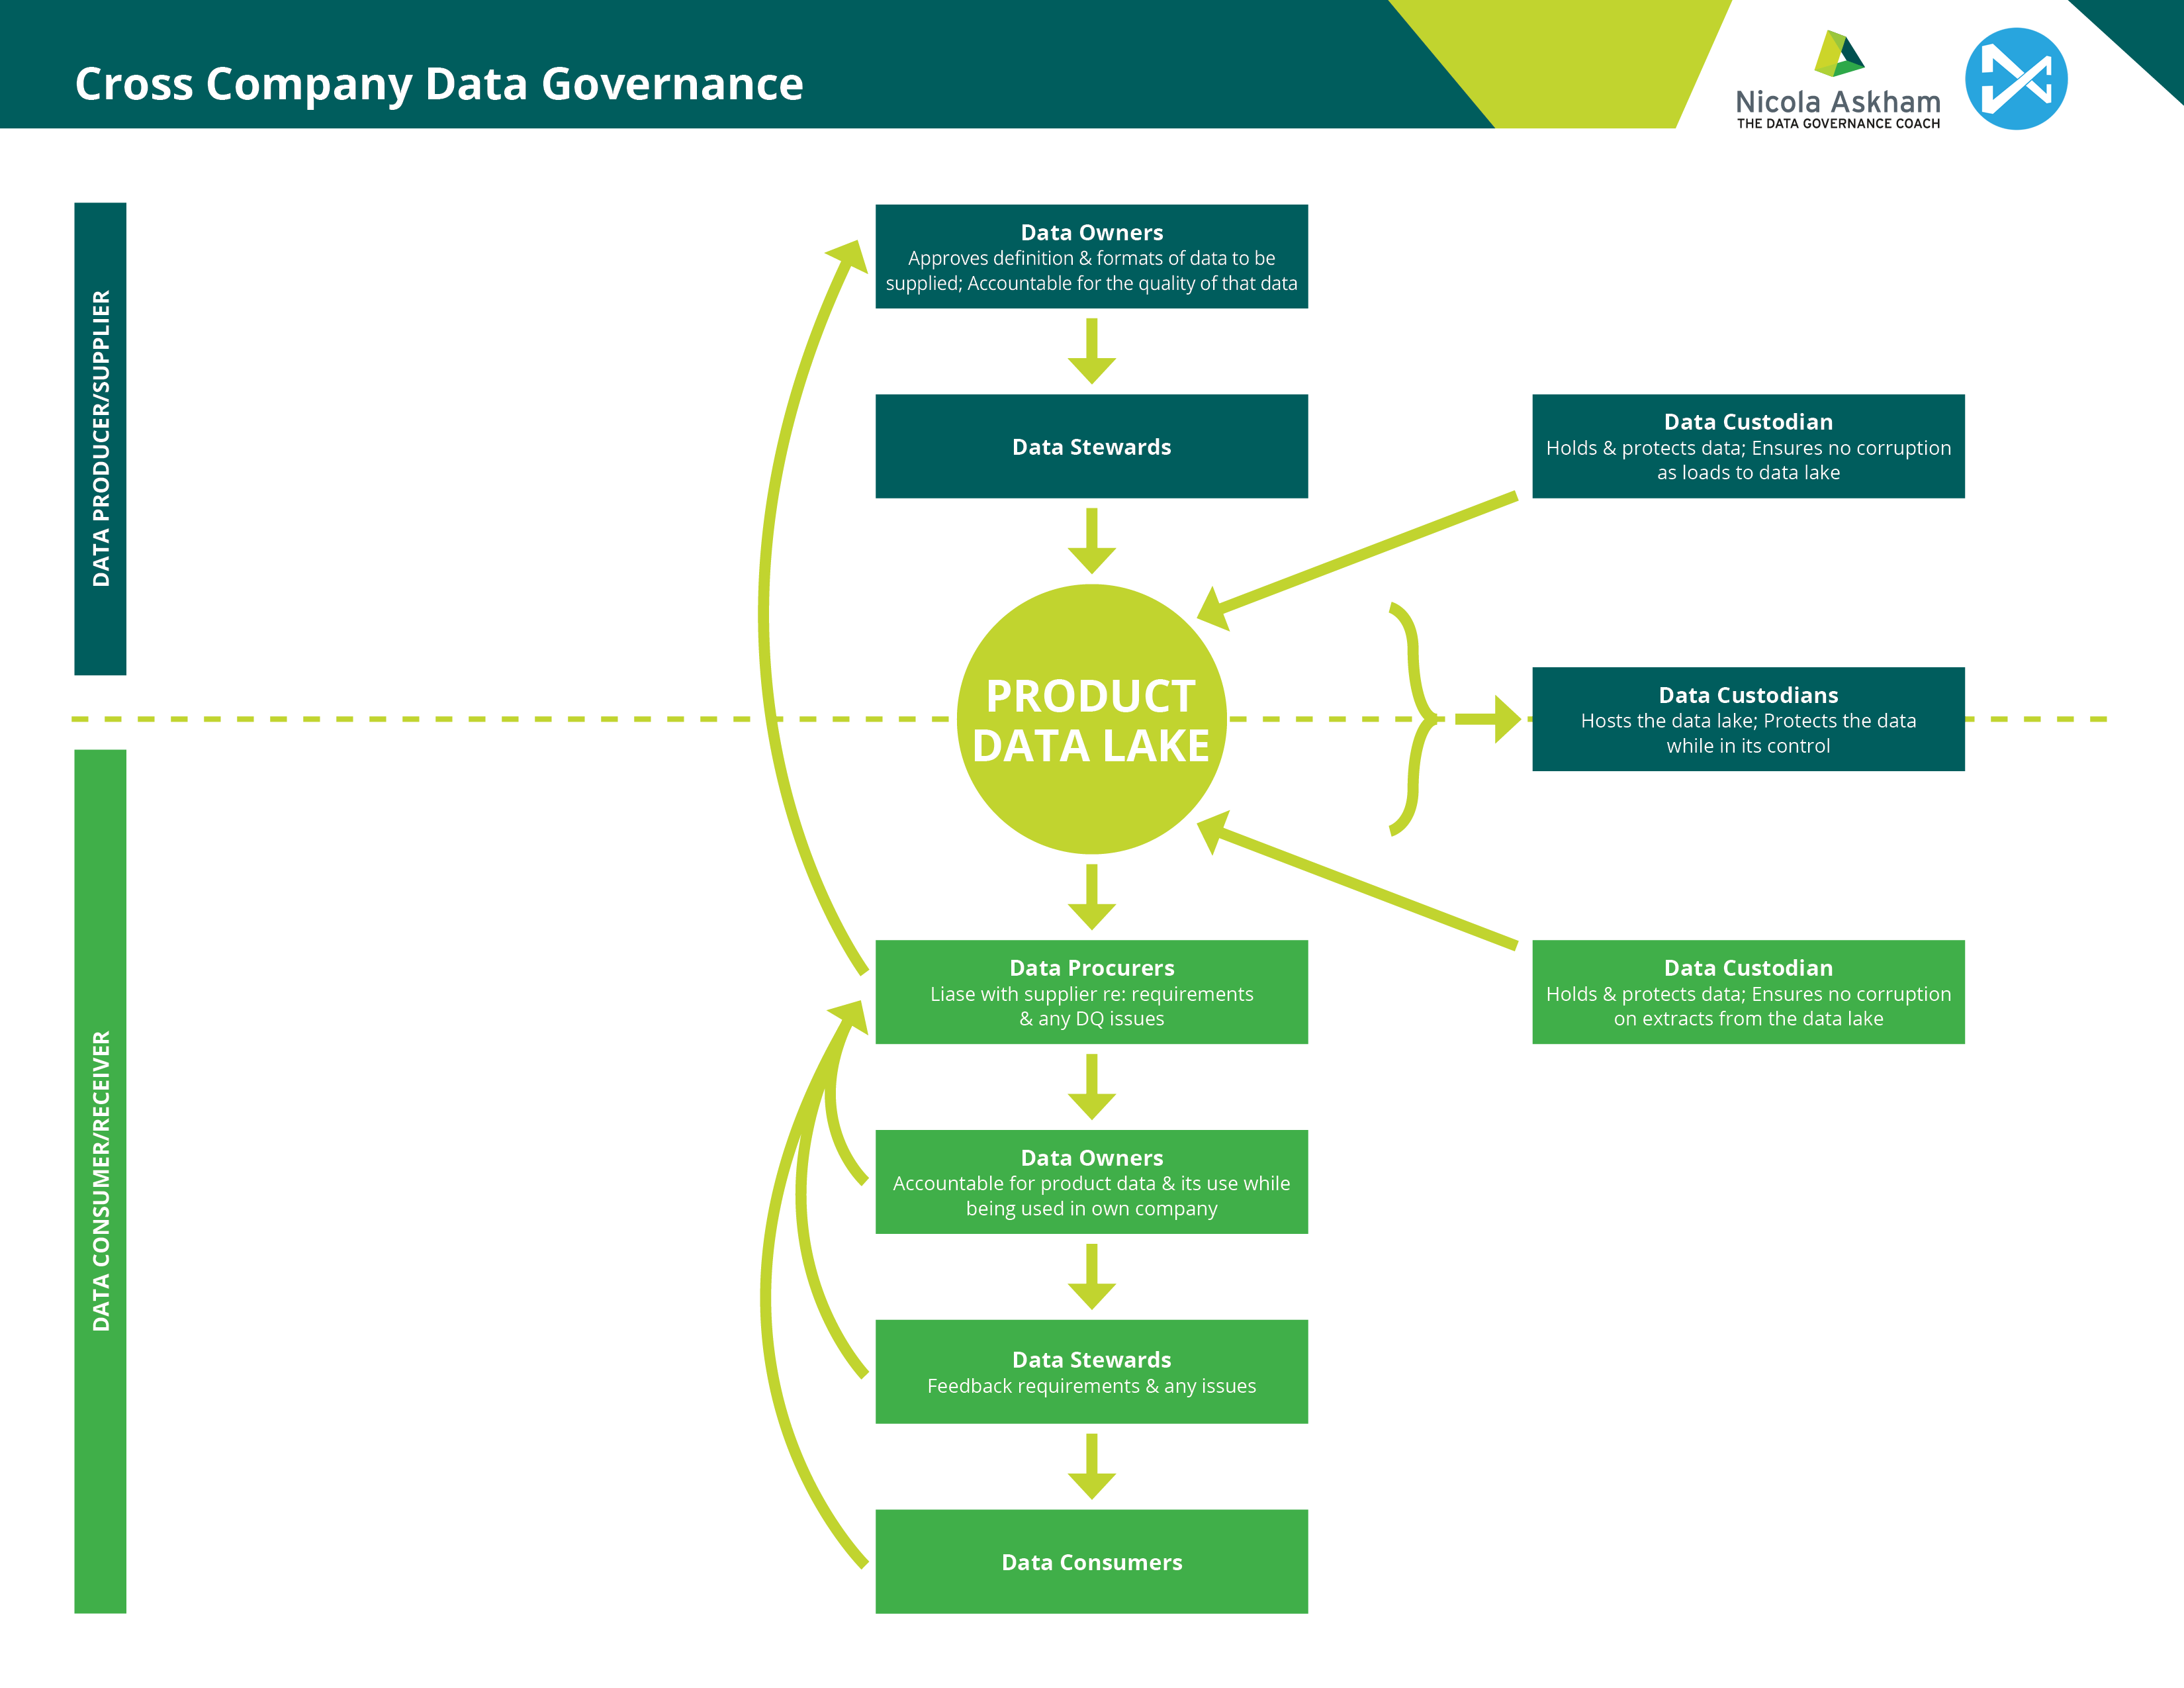 Cross Company Data Governance
Nicola Askham
THE DATA GOVERNANCE COACH
DATA PRODUCER/SUPPLIER
Data Owners
Approves definition & formats of data to be
supplied; Accountable for the quality of that data
Data Stewards
Data Custodian
Holds & protects data; Ensures no corruption
as loads to data lake
PRODUCT
DATA LAKE
Data Custodians
Hosts the data lake; Protects the data
while in its control
DATA CONSUMER/RECEIVER
Data Procurers
Liase with supplier re: requirements
& any DQ issues
Data Custodian
Holds & protects data; Ensures no corruption
on extracts from the data lake
Data Owners
Accountable for product data & its use while
being used in own company
Data Stewards
Feedback requirements & any issues
Data Consumers